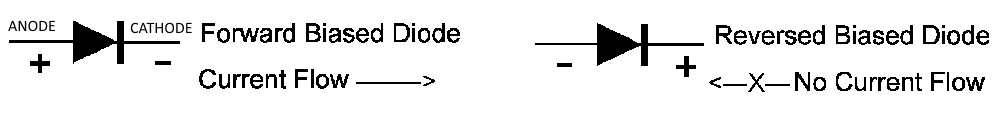 ANODE
CATHODE
Forward Biased Diode
+
-
Current Flow ———>
Reversed Biased Diode
-
+
<—X—No Current Flow